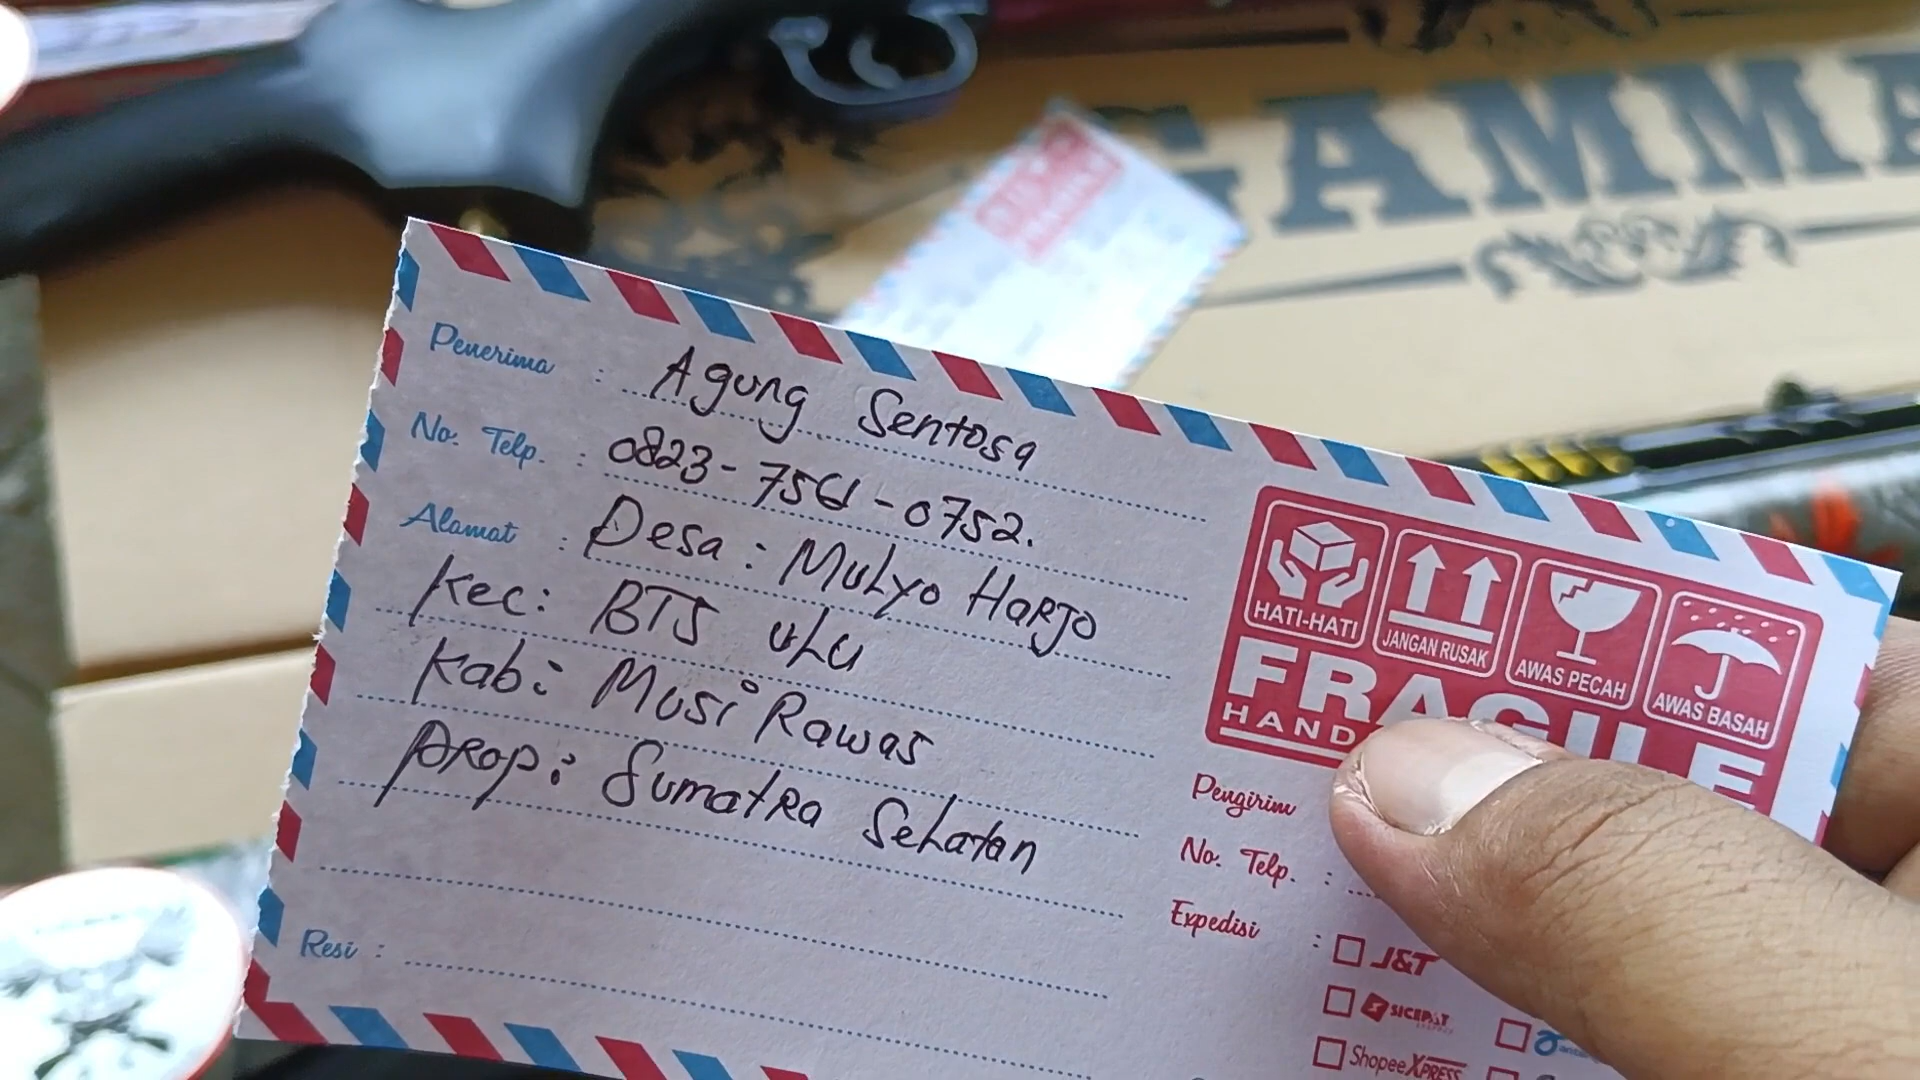 GAMMA
Penerima : Agung Sentosa
No. Telp. : 0823-7561-0752.
Alamat : Desa : Mulyo Harjo
Kec: BTS ulu
Kab: Musi Rawas
prop: Sumatra Selatan
Resi :
HATI-HATI
JANGAN RUSAK
AWAS PECAH
AWAS BASAH
FRAGILE
HAND
Pengirim
No. Telp. :
Expedisi :
J&T
SICEPAT
Shopee XPRESS